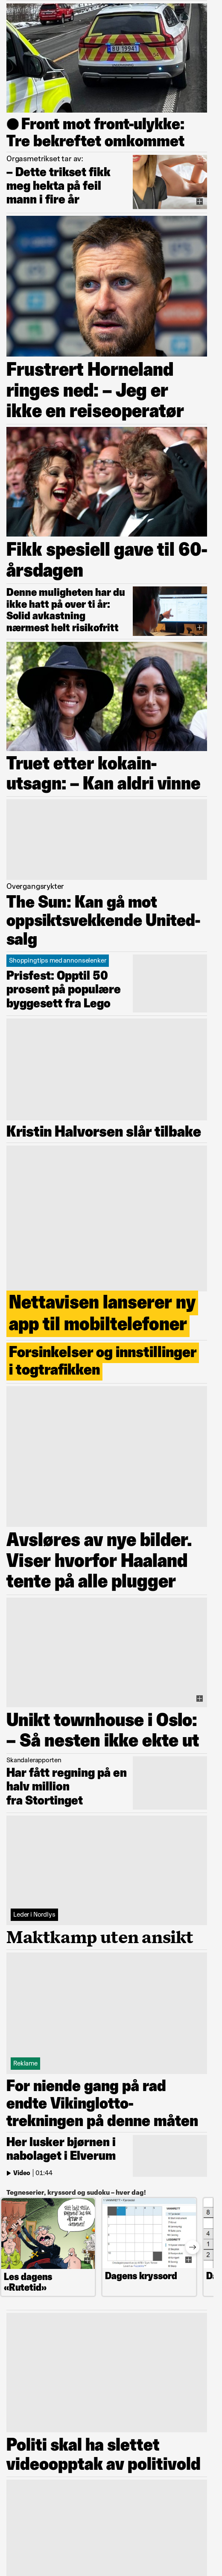 Front mot front-ulykke:
Tre bekreftet omkommet
Orgasmetrikset tar av:
– Dette trikset fikk
meg hekta på feil
mann i fire år
Frustrert Horneland
ringes ned: – Jeg er
ikke en reiseoperatør
Fikk spesiell gave til 60-
årsdagen
Denne muligheten har du
ikke hatt på over ti år:
Solid avkastning
nærmest helt risikofritt
Truet etter kokain-
utsagn: – Kan aldri vinne
Overgangsrykter
The Sun: Kan gå mot
oppsiktsvekkende United-
salg
Shoppingtips med annonselenker
Prisfest: Opptil 50
prosent på populære
byggesett fra Lego
Kristin Halvorsen slår tilbake
Nettavisen lanserer ny
app til mobiltelefoner
Forsinkelser og innstillinger
i togtrafikken
Avsløres av nye bilder.
Viser hvorfor Haaland
tente på alle plugger
Unikt townhouse i Oslo:
– Så nesten ikke ekte ut
Skandalerapporten
Har fått regning på en
halv million
fra Stortinget
Leder i Nordlys
Maktkamp uten ansikt
Reklame
For niende gang på rad
endte Vikinglotto-
trekningen på denne måten
Her lusker bjørnen i
nabolaget i Elverum
Video | 01:44
Tegneserier, kryssord og sudoku – hver dag!
Les dagens
«Rutetid»
Dagens kryssord
8
4
1
2
Politi skal ha slettet
videoopptak av politivold